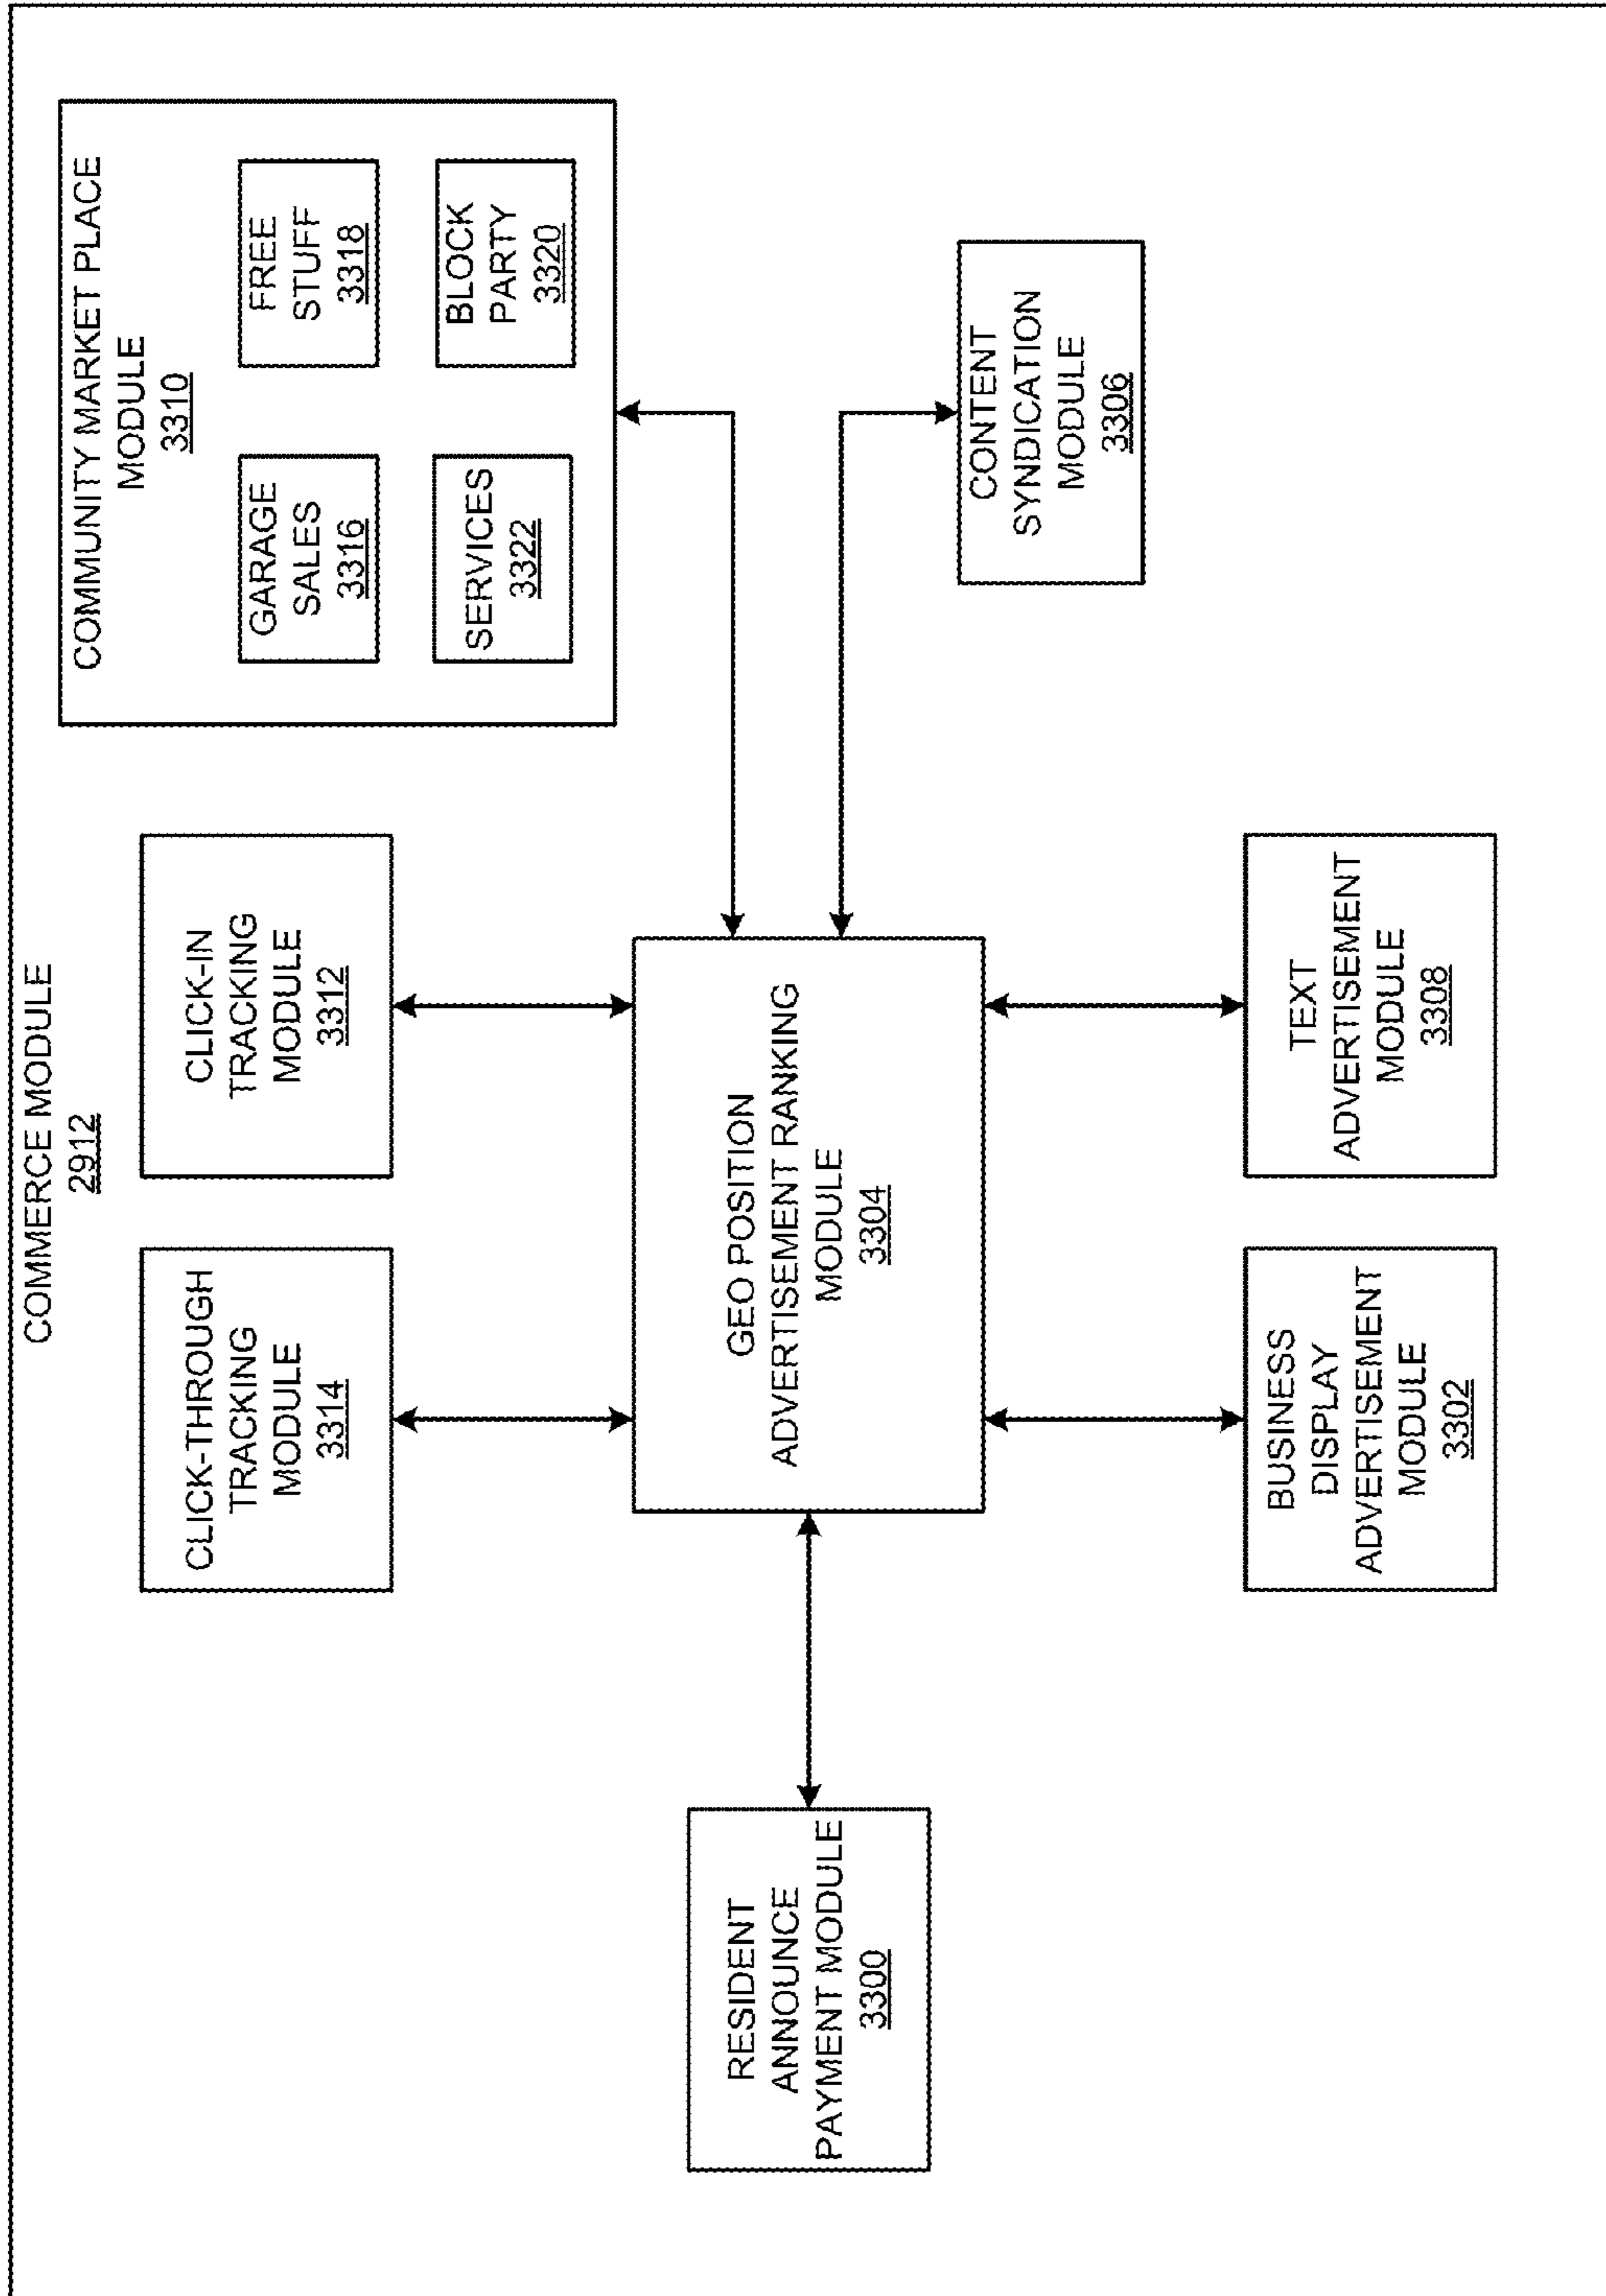 COMMERCE MODULE
2912
CLICK-THROUGH
TRACKING
MODULE
3314
CLICK-IN
TRACKING
MODULE
3312
COMMUNITY MARKET PLACE
MODULE
3310
GARAGE
SALES
3316
FREE
STUFF
3318
SERVICES
3322
BLOCK
PARTY
3320
RESIDENT
ANNOUNCE
PAYMENT MODULE
3300
GEO POSITION
ADVERTISEMENT RANKING
MODULE
3304
CONTENT
SYNDICATION
MODULE
3306
BUSINESS
DISPLAY
ADVERTISEMENT
MODULE
3302
TEXT
ADVERTISEMENT
MODULE
3308